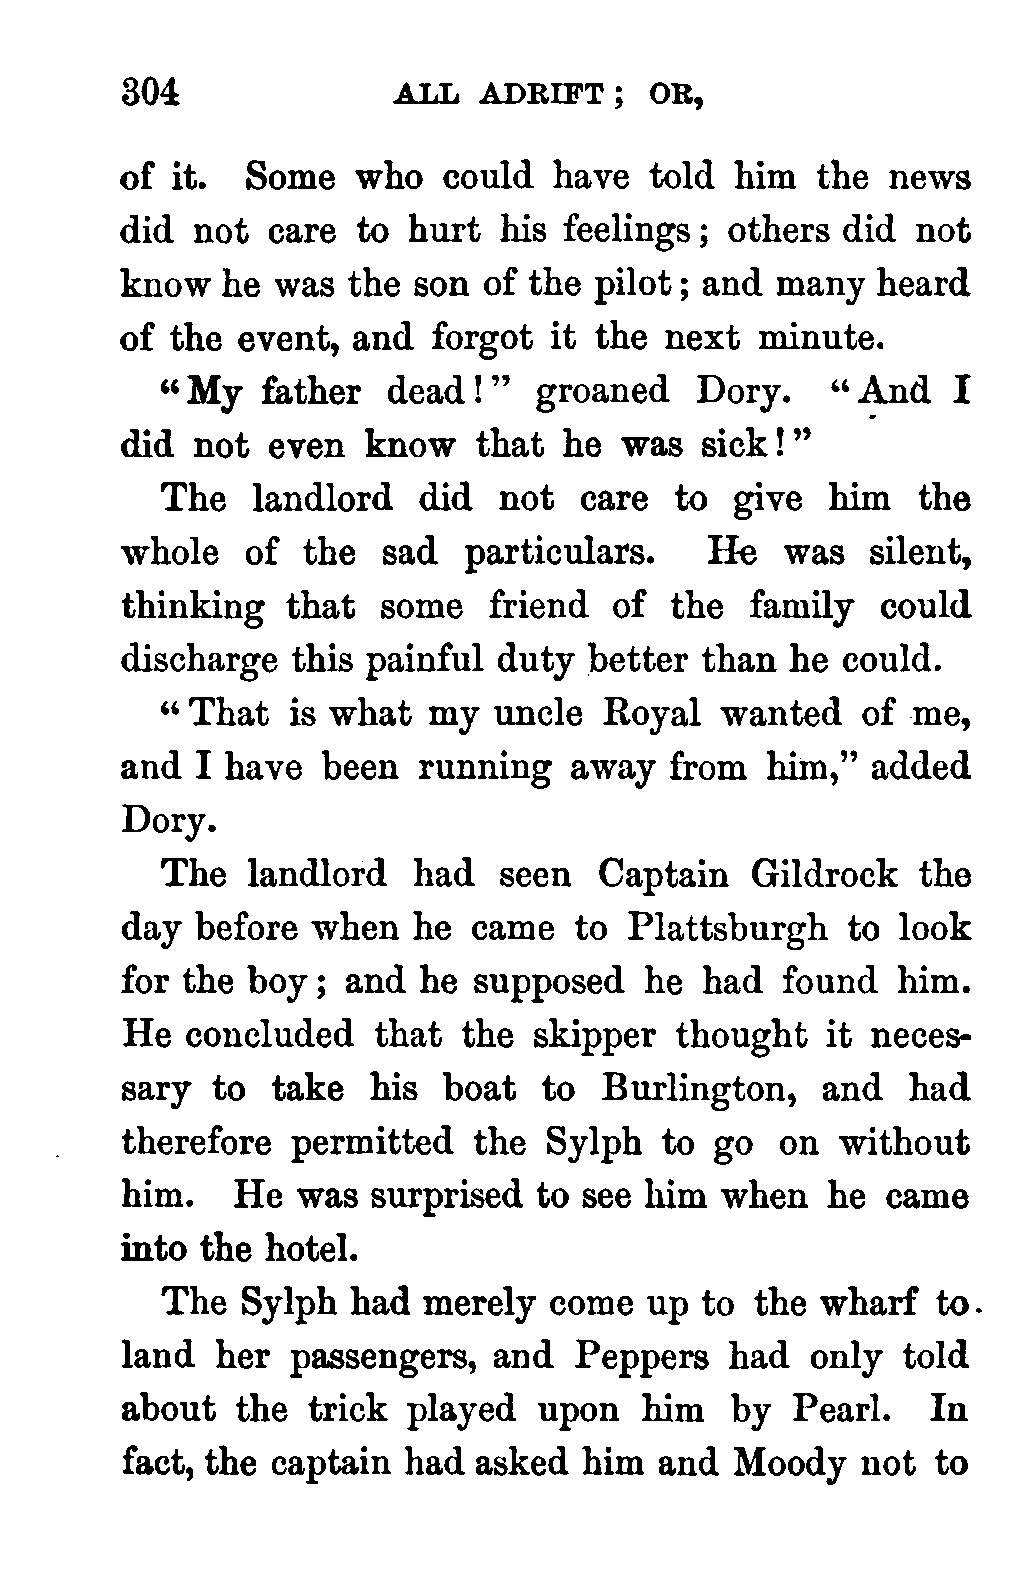 304 ALL ADRIFT; OR,
of it. Some who could have told him the news
did not care to hurt his feelings; others did not
know he was the son of the pilot; and many heard
of the event, and forgot it the next minute.
“My father dead!” groaned Dory. “And I
did not even know that he was sick!”
The landlord did not care to give him the
whole of the sad particulars. He was silent,
thinking that some friend of the family could
discharge this painful duty better than he could.
“That is what my uncle Royal wanted of me,
and I have been running away from him,” added
Dory.
The landlord had seen Captain Gildrock the
day before when he came to Plattsburgh to look
for the boy; and he supposed he had found him.
He concluded that the skipper thought it neces-
sary to take his boat to Burlington, and had
therefore permitted the Sylph to go on without
him. He was surprised to see him when he came
into the hotel.
The Sylph had merely come up to the wharf to
land her passengers, and Peppers had only told
about the trick played upon him by Pearl. In
fact, the captain had asked him and Moody not to